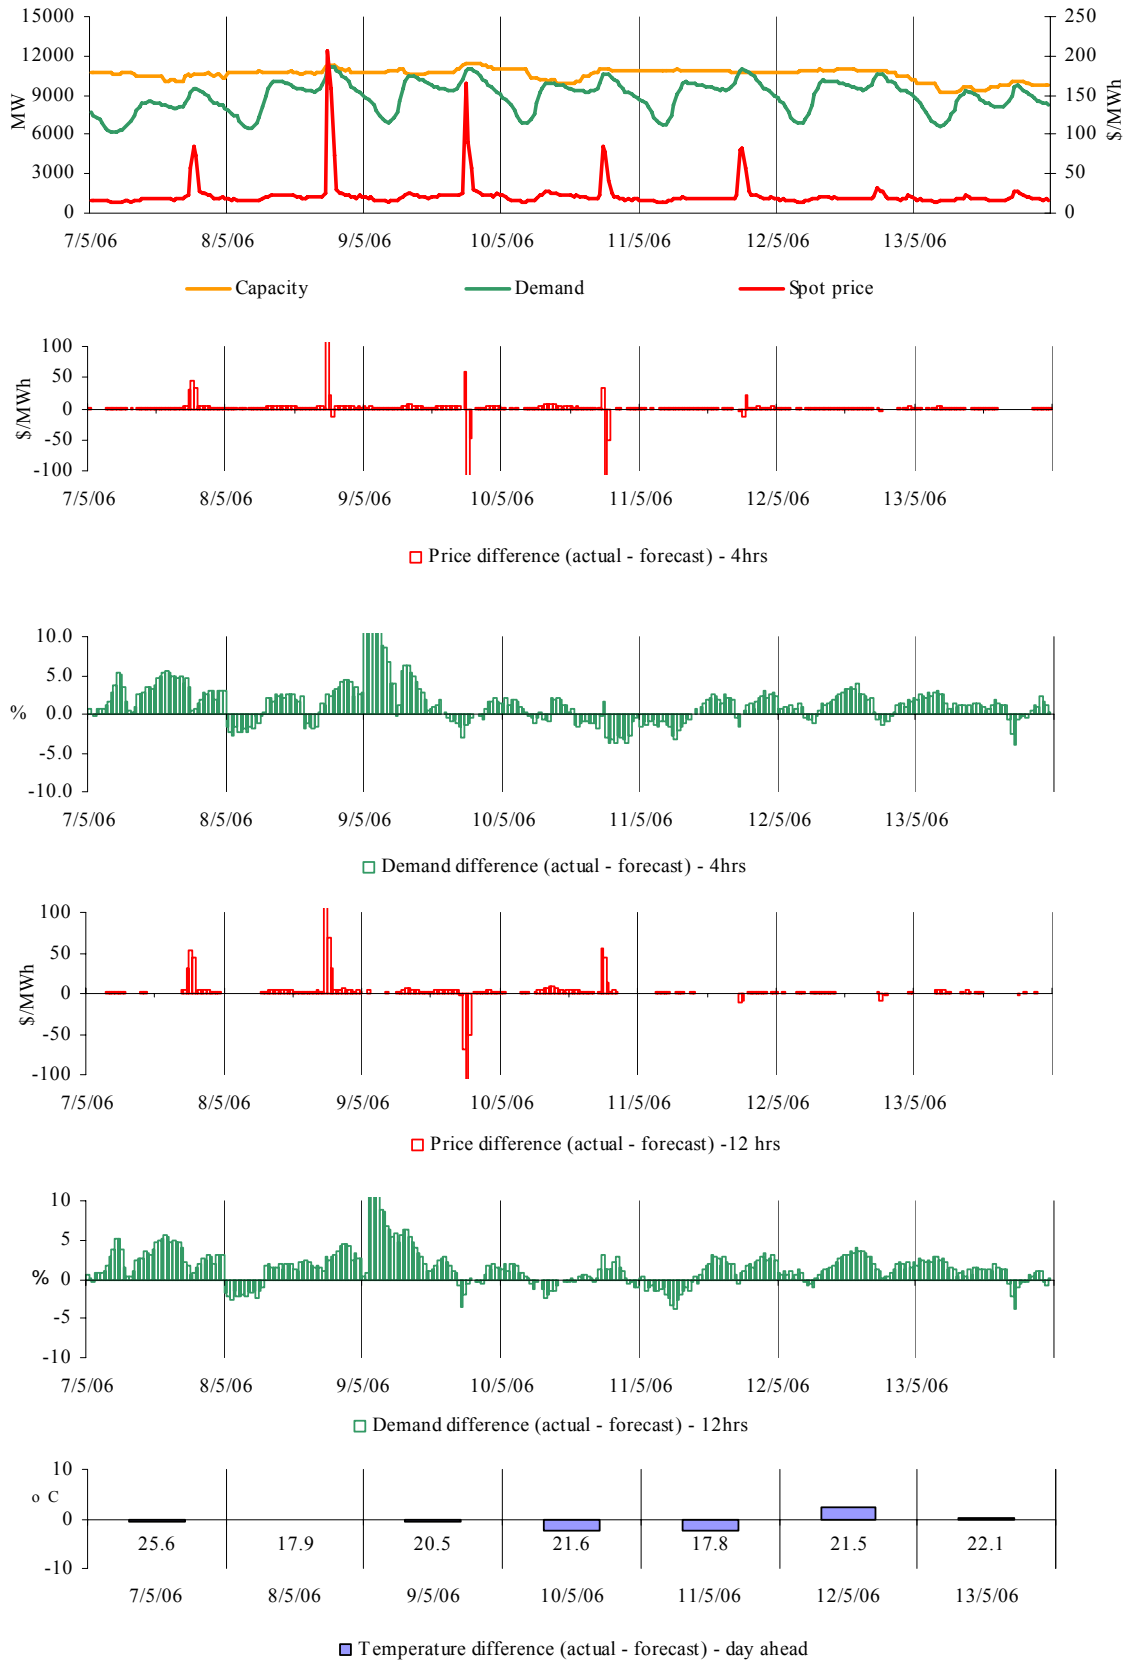 15000
12000
9000
6000
3000
0
MW
250
200
150
100
50
0
$/MWh
7/5/06 8/5/06 9/5/06 10/5/06 11/5/06 12/5/06 13/5/06
Capacity Demand Spot price
100
50
0
-50
-100
$/MWh
7/5/06 8/5/06 9/5/06 10/5/06 11/5/06 12/5/06 13/5/06
Price difference (actual - forecast) - 4hrs
10.0
5.0
0.0
-5.0
-10.0
%
7/5/06 8/5/06 9/5/06 10/5/06 11/5/06 12/5/06 13/5/06
Demand difference (actual - forecast) - 4hrs
100
50
0
-50
-100
$/MWh
7/5/06 8/5/06 9/5/06 10/5/06 11/5/06 12/5/06 13/5/06
Price difference (actual - forecast) -12 hrs
10
5
0
-5
-10
%
7/5/06 8/5/06 9/5/06 10/5/06 11/5/06 12/5/06 13/5/06
Demand difference (actual - forecast) - 12hrs
10
0
-10
o C
25.6 17.9 20.5 21.6 17.8 21.5 22.1
7/5/06 8/5/06 9/5/06 10/5/06 11/5/06 12/5/06 13/5/06
Temperature difference (actual - forecast) - day ahead